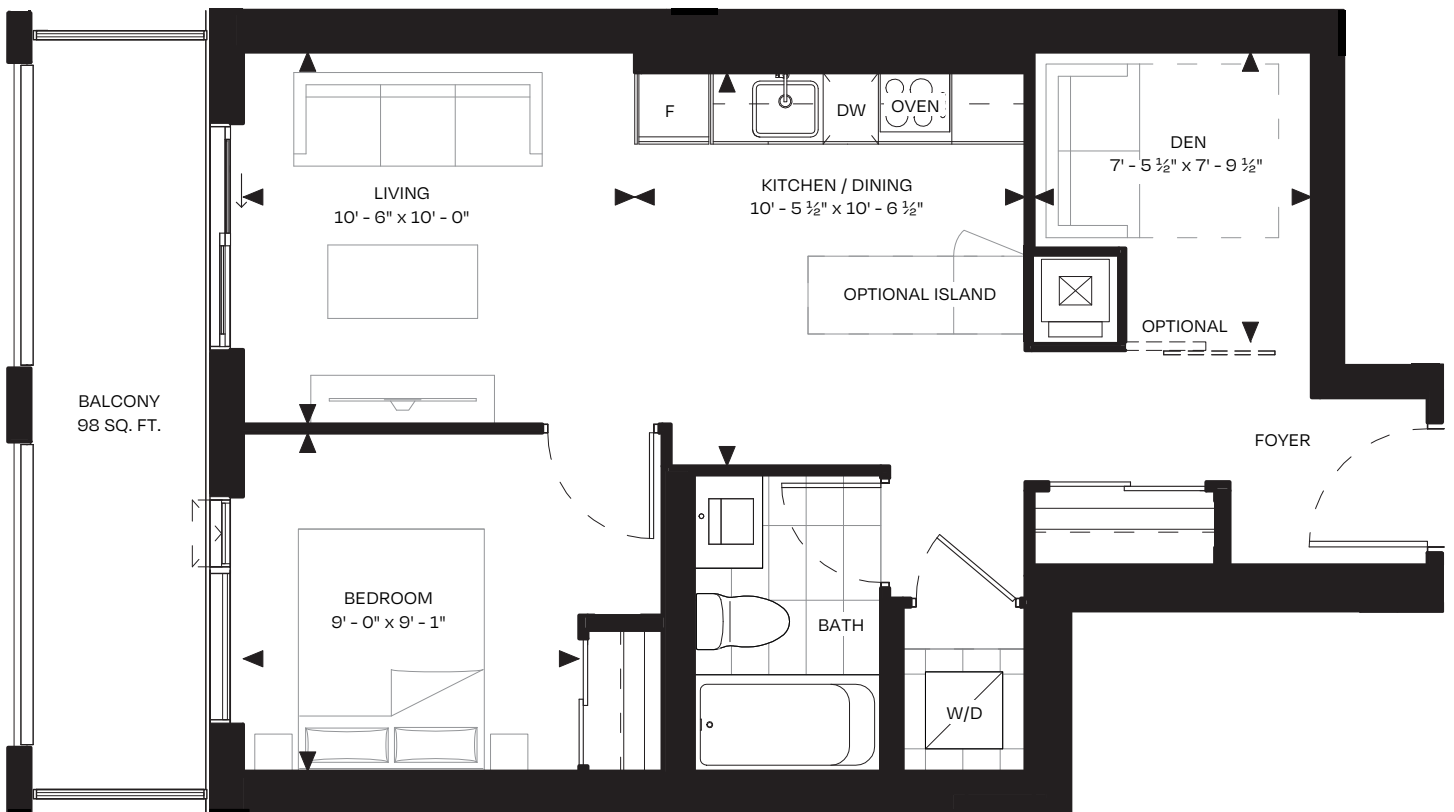 F
DW
OVEN
DEN
7' - 5 ½" x 7' - 9 ½"
LIVING
10' - 6" x 10' - 0"
KITCHEN / DINING
10' - 5 ½" x 10' - 6 ½"
OPTIONAL ISLAND
OPTIONAL
BALCONY
98 SQ. FT.
FOYER
BEDROOM
9' - 0" x 9' - 1"
BATH
W/D